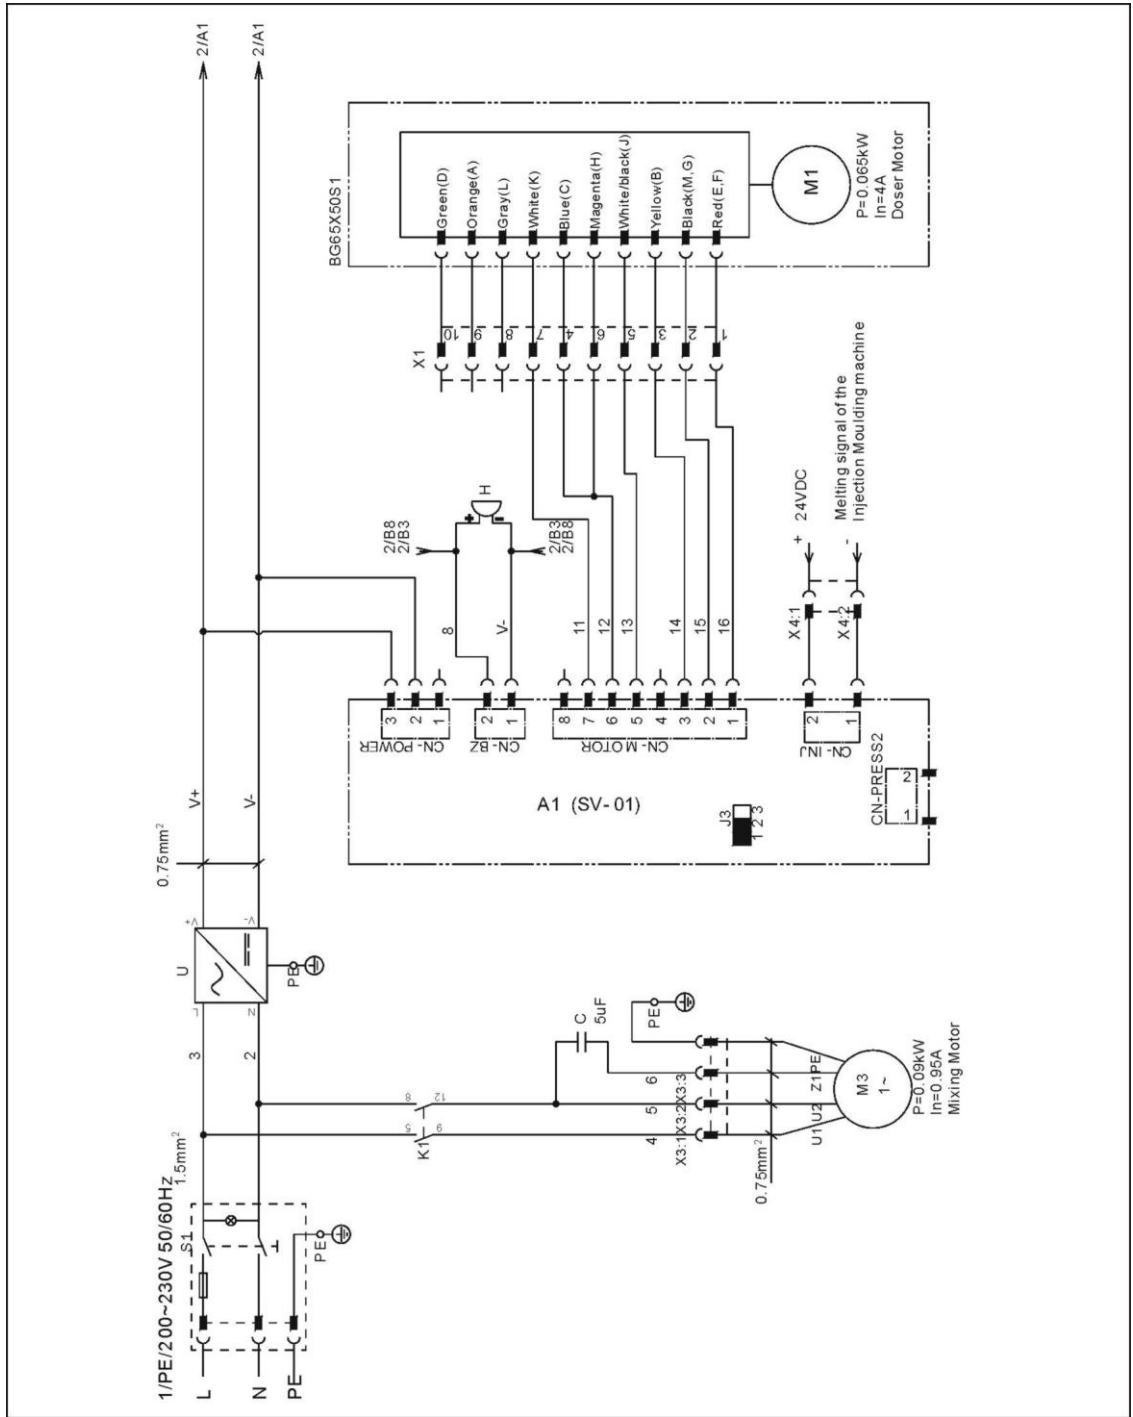 1/PE/200~230V 50/60Hz
L
N
PE
S1
PE
1.5mm²
3
2
L
N
U
V+
V-
PE
0.75mm²
V+
V-
2/A1
2/A1
K1
5
9
8
12
C
5uF
PE
4
5
6
X3:1
X3:2
X3:3
0.75mm²
U1
U2
Z1
PE
M3
1~
P=0.09kW
In=0.95A
Mixing Motor
A1 (SV-01)
CN-POWER
3
2
1
CN-BZ
2
1
CN-MOTOR
8
7
6
5
4
3
2
1
CN-INJ
2
1
CN-PRESS2
1
2
J3
1 2 3
8
V-
2/B8
2/B3
H
+
-
2/B3
2/B8
11
12
13
14
15
16
X4:1
X4:2
+
24VDC
-
Melting signal of the
Injection Moulding machine
X1
10
9
8
7
4
6
5
3
2
1
BG65X50S1
Green(D)
Orange(A)
Gray(L)
White(K)
Blue(C)
Magenta(H)
White/black(J)
Yellow(B)
Black(M,G)
Red(E,F)
M1
P=0.065kW
In=4A
Doser Motor